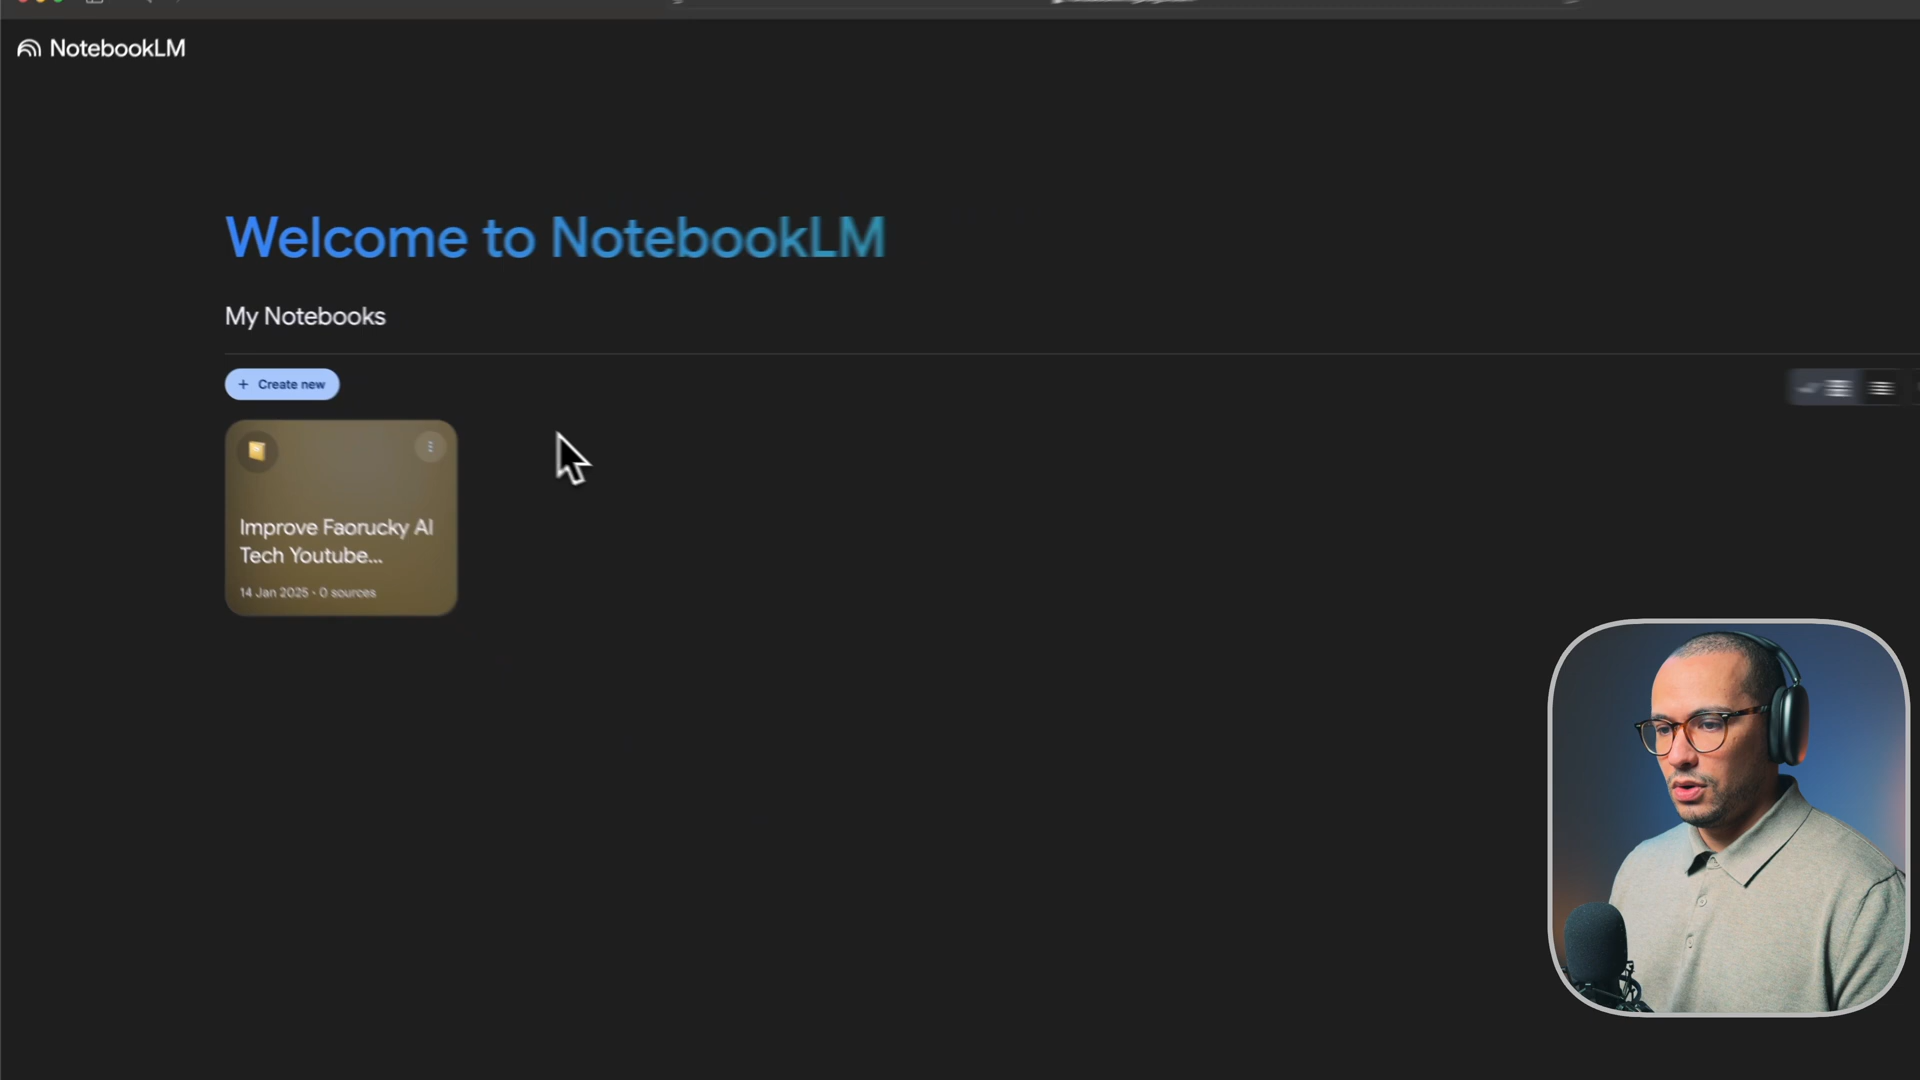 NotebookLM
Welcome to NotebookLM
My Notebooks
+ Create new
Improve Faorucky AI
Tech Youtube...
14 Jan 2025 • 0 sources